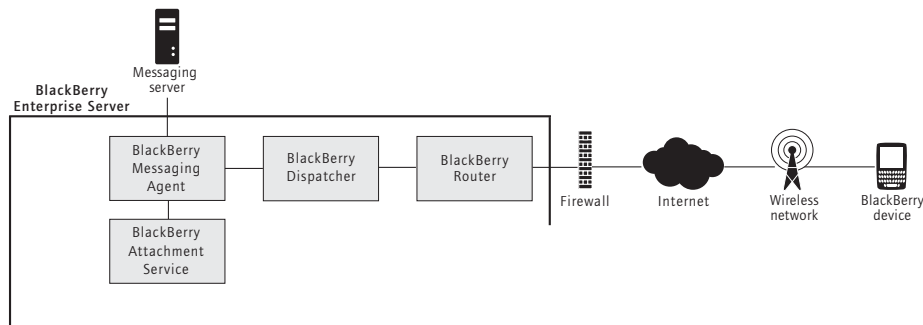 Messaging
server
BlackBerry
Enterprise Server
BlackBerry
Messaging
Agent
BlackBerry
Dispatcher
BlackBerry
Router
Firewall
Internet
Wireless
network
BlackBerry
device
BlackBerry
Attachment
Service